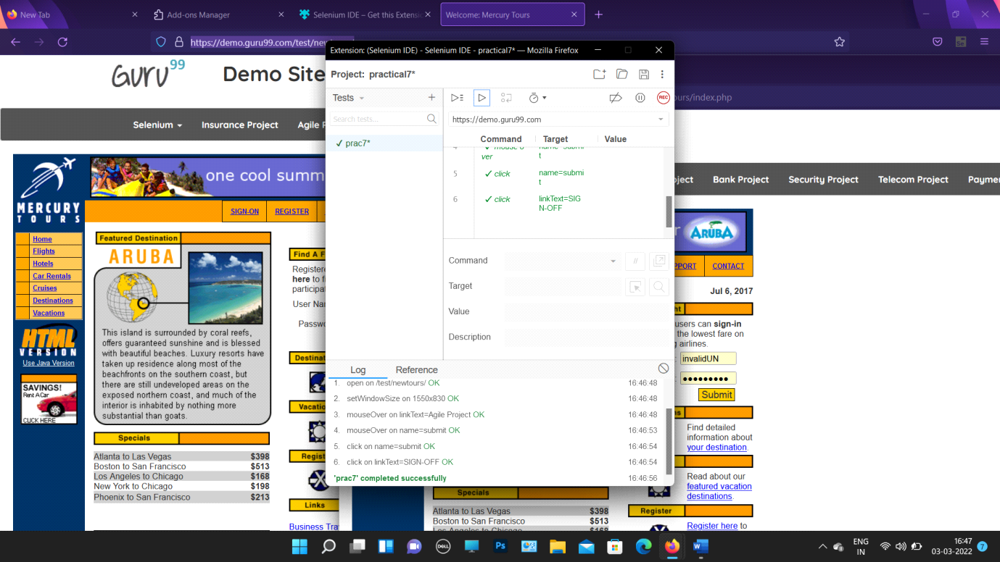 New Tab
Add-ons Manager
Selenium IDE – Get this Extensio
Welcome: Mercury Tours
https://demo.guru99.com/test/new
Extension: (Selenium IDE) - Selenium IDE - practical7* — Mozilla Firefox
GURU99
Demo Site
Project: practical7*
Tests
ours/index.php
Search tests...
https://demo.guru99.com
Selenium
Insurance Project
Agile P
Command
Target
Value
✓ prac7*
4
✓ mouse o
ver
name=submi
t
5
✓ click
name=submi
t
6
✓ click
linkText=SIG
N-OFF
oject
Bank Project
Security Project
Telecom Project
Payme
one cool summ
MERCURY
TOURS
SIGN-ON
REGISTER
Home
Flights
Hotels
Car Rentals
Cruises
Destinations
Vacations
HTML
VERSION
Use Java Version
SAVINGS!
Rent A Car
CLICK HERE
Featured Destination
ARUBA
This island is surrounded by coral reefs,
offers guaranteed sunshine and is blessed
with beautiful beaches. Luxury resorts have
taken up residence along most of the
beachfronts on the southern coast, but
there are still undeveloped areas on the
exposed northern coast, and much of the
interior is inhabited by nothing more
substantial than goats.
Specials
Atlanta to Las Vegas $398
Boston to San Francisco $513
Los Angeles to Chicago $168
New York to Chicago $198
Phoenix to San Francisco $213
Find A F
Registere
here to f
participat
User Nar
Passwo
Destinat
Vacatio
Regist
Links
Business Tra
Command
//
Target
Value
Description
Log
Reference
1. open on /test/newtours/ OK 16:46:48
2. setWindowSize on 1550x830 OK 16:46:48
3. mouseOver on linkText=Agile Project OK 16:46:48
4. mouseOver on name=submit OK 16:46:53
5. click on name=submit OK 16:46:54
6. click on linkText=SIGN-OFF OK 16:46:54
'prac7' completed successfully 16:46:56
REC
r
ARUBA
PPORT
CONTACT
Jul 6, 2017
ht
users can sign-in
the lowest fare on
g airlines.
: invalidUN
: ●●●●●●●●●
Submit
ns
Find detailed
information about
your destination.
Read about our
featured vacation
destinations.
Register
Register here to
Specials
Atlanta to Las Vegas $398
Boston to San Francisco $513
Los Angeles to Chicago $168
DELL
Ps
W
ENG
IN
16:47
03-03-2022
7